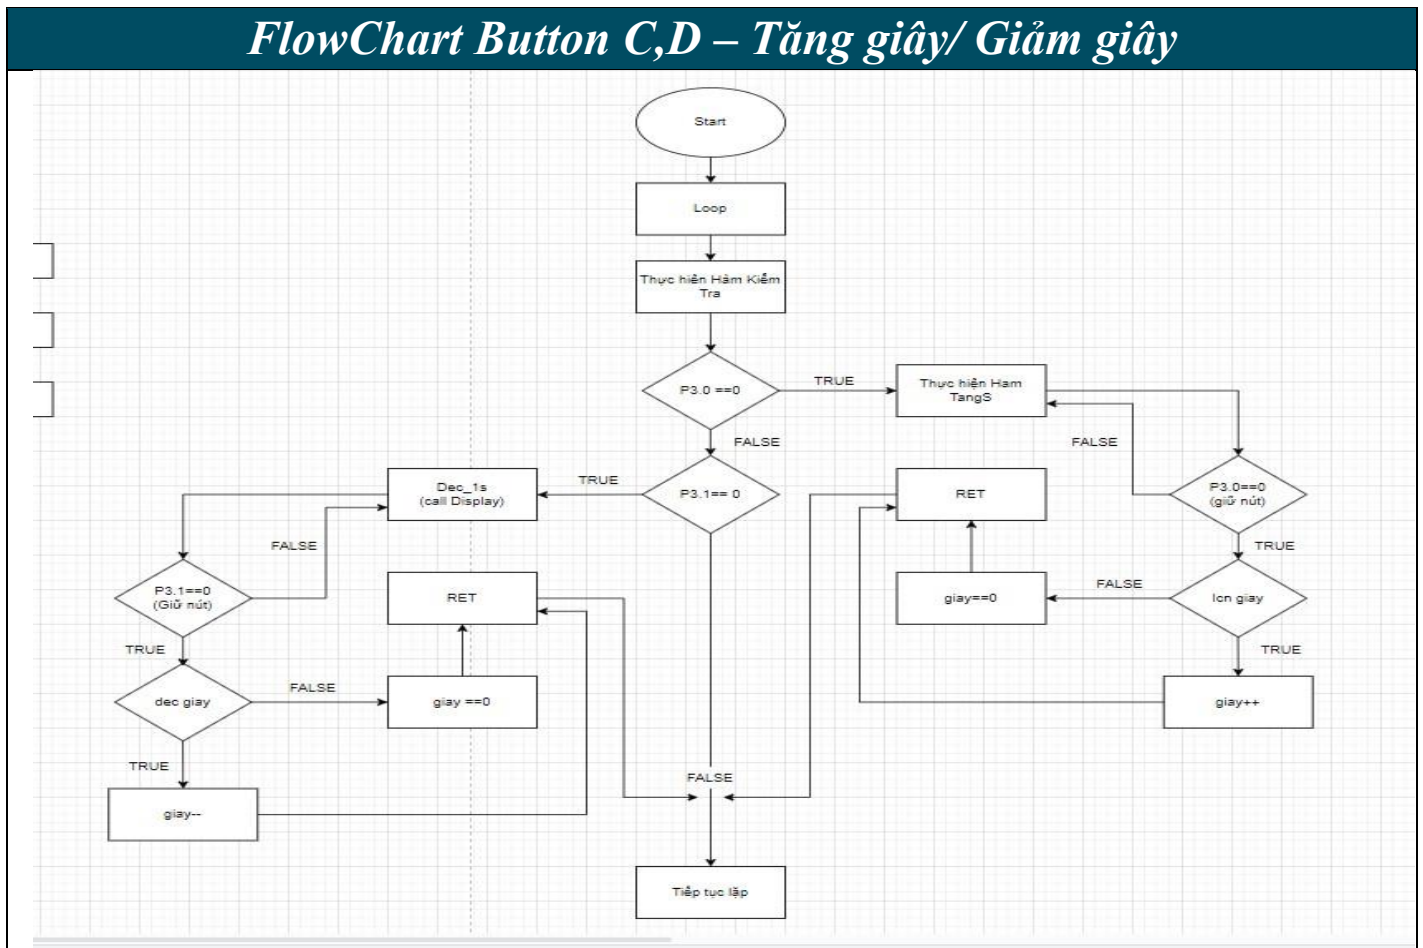 FlowChart Button C,D – Tăng giây/ Giảm giây
Start
Loop
Thực hiện Hàm Kiểm
Tra
P3.0 ==0
TRUE
Thực hiện Ham
TangS
FALSE
FALSE
Dec_1s
(call Display)
TRUE
P3.1== 0
RET
P3.0==0
(giữ nút)
FALSE
TRUE
P3.1==0
(Giữ nút)
RET
giay==0
FALSE
Icn giay
TRUE
TRUE
dec giay
FALSE
giay ==0
giay++
TRUE
FALSE
giay--
Tiếp tục lặp